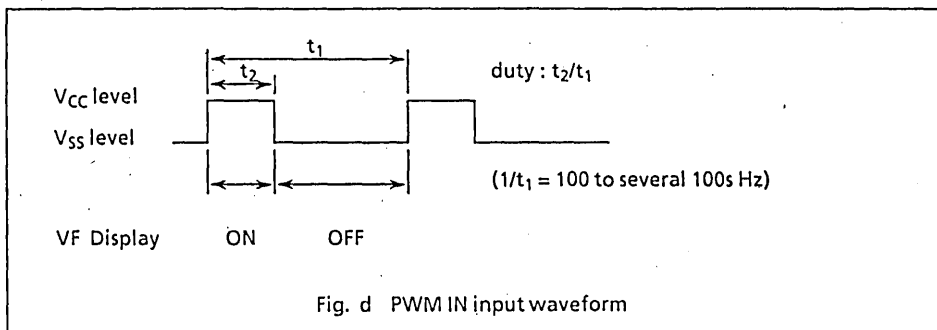 t₁
t₂
duty : t₂/t₁
VCC level
VSS level
(1/t₁ = 100 to several 100s Hz)
VF Display ON OFF
Fig. d PWM IN input waveform